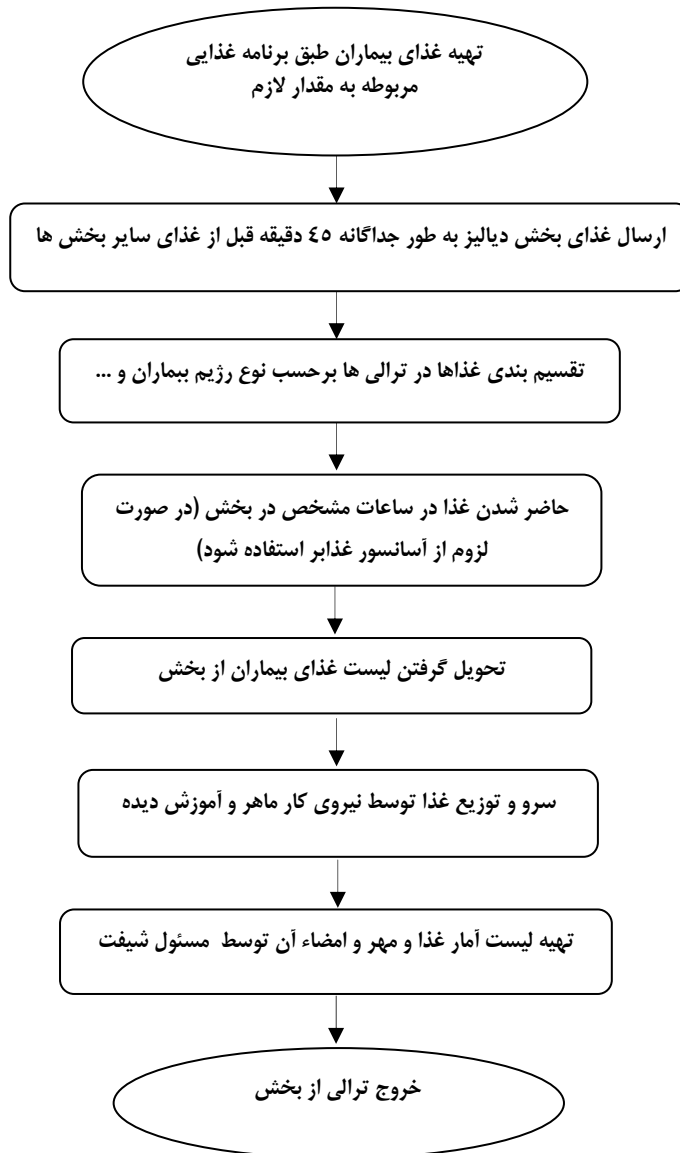 تهیه غذای بیماران طبق برنامه غذایی
مربوطه به مقدار لازم
ارسال غذای بخش دیالیز به طور جداگانه ٤٥ دقیقه قبل از غذای سایر بخش ها
تقسیم بندی غذاها در ترالی ها برحسب نوع رژیم بیماران و ...
حاضر شدن غذا در ساعات مشخص در بخش (در صورت
لزوم از آسانسور غذابر استفاده شود)
تحویل گرفتن لیست غذای بیماران از بخش
سرو و توزیع غذا توسط نیروی کار ماهر و آموزش دیده
تهیه لیست آمار غذا و مهر و امضاء آن توسط مسئول شیفت
خروج ترالی از بخش